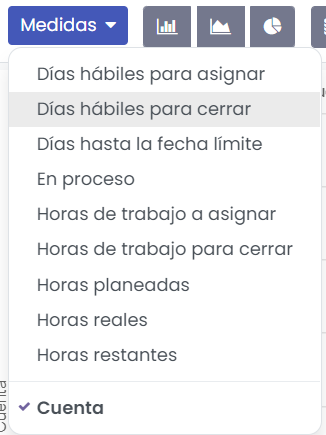 Medidas
Días hábiles para asignar
Días hábiles para cerrar
Días hasta la fecha límite
En proceso
Horas de trabajo a asignar
Horas de trabajo para cerrar
Horas planeadas
Horas reales
Horas restantes
Cuenta
Cuenta